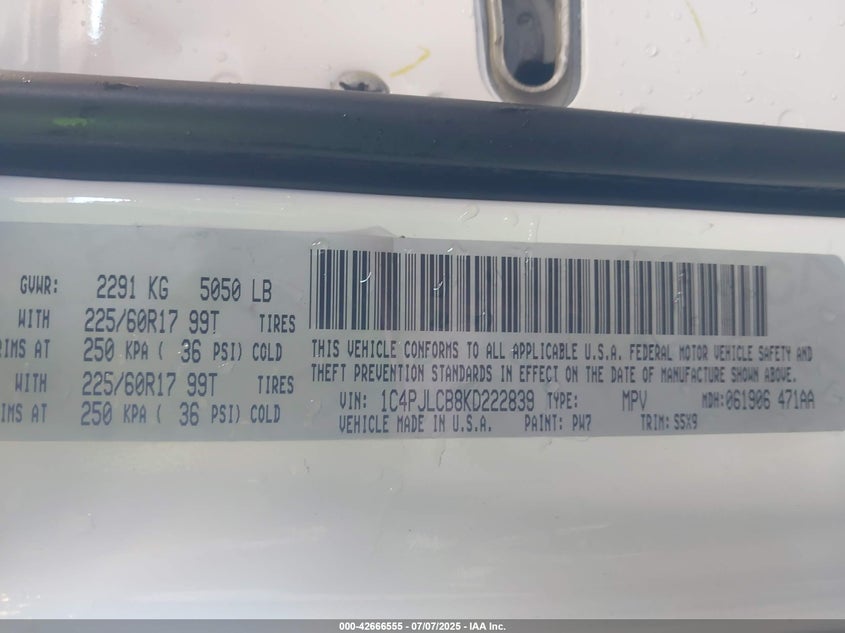 GVWR: 2291 KG 5050 LB
WITH 225/60R17 99T TIRES
RIMS AT 250 KPA ( 36 PSI) COLD
WITH 225/60R17 99T TIRES
RIMS AT 250 KPA ( 36 PSI) COLD
THIS VEHICLE CONFORMS TO ALL APPLICABLE U.S.A. FEDERAL MOTOR VEHICLE SAFETY AND
THEFT PREVENTION STANDARDS IN EFFECT ON THE DATE OF MANUFACTURE SHOWN ABOVE.
VIN: 1C4PJLCB8KD222839 TYPE: MPV MDH: 061906 471AA
VEHICLE MADE IN U.S.A. PAINT: PW7 TRIM: S5X9
000-42666555 - 07/07/2025 - IAA Inc.